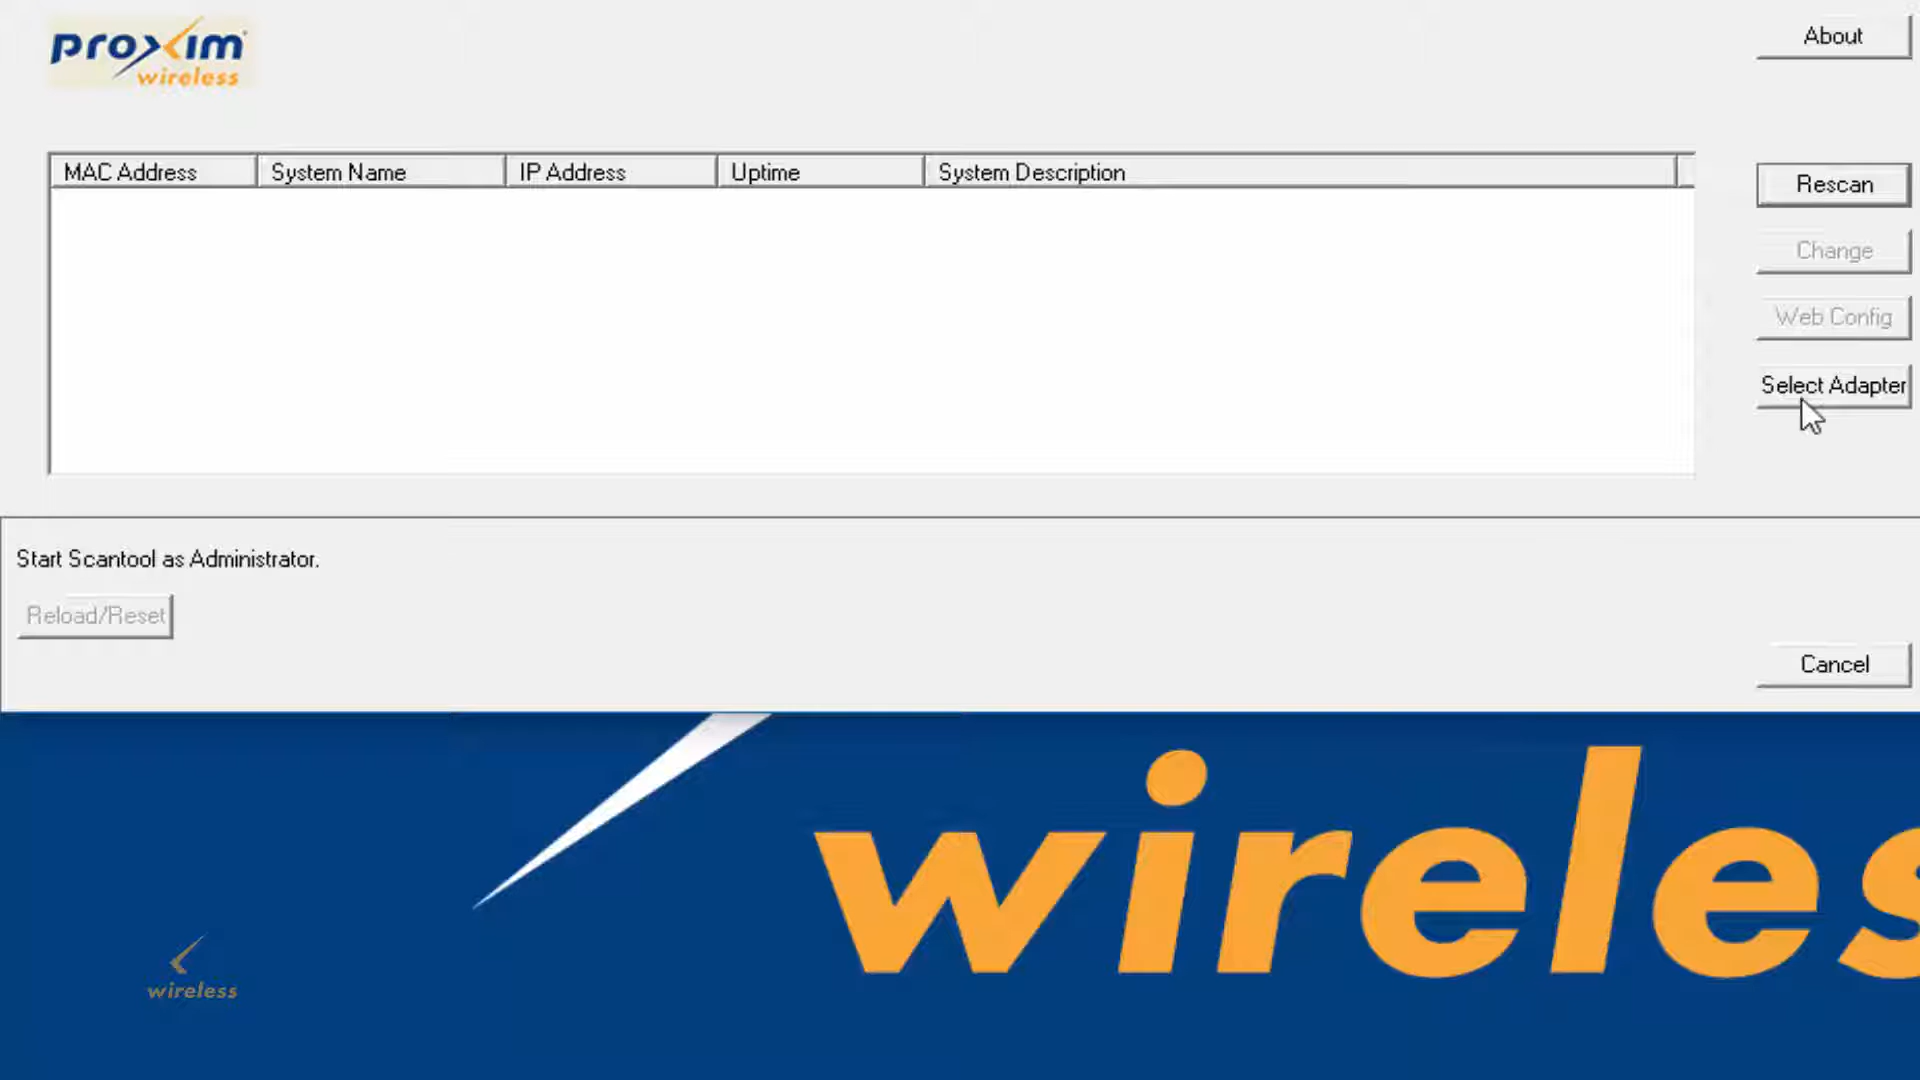 proxim
wireless
About
MAC Address System Name IP Address Uptime System Description
Rescan
Change
Web Config
Select Adapter
Start Scantool as Administrator.
Reload/Reset
Cancel
wireles
wireless